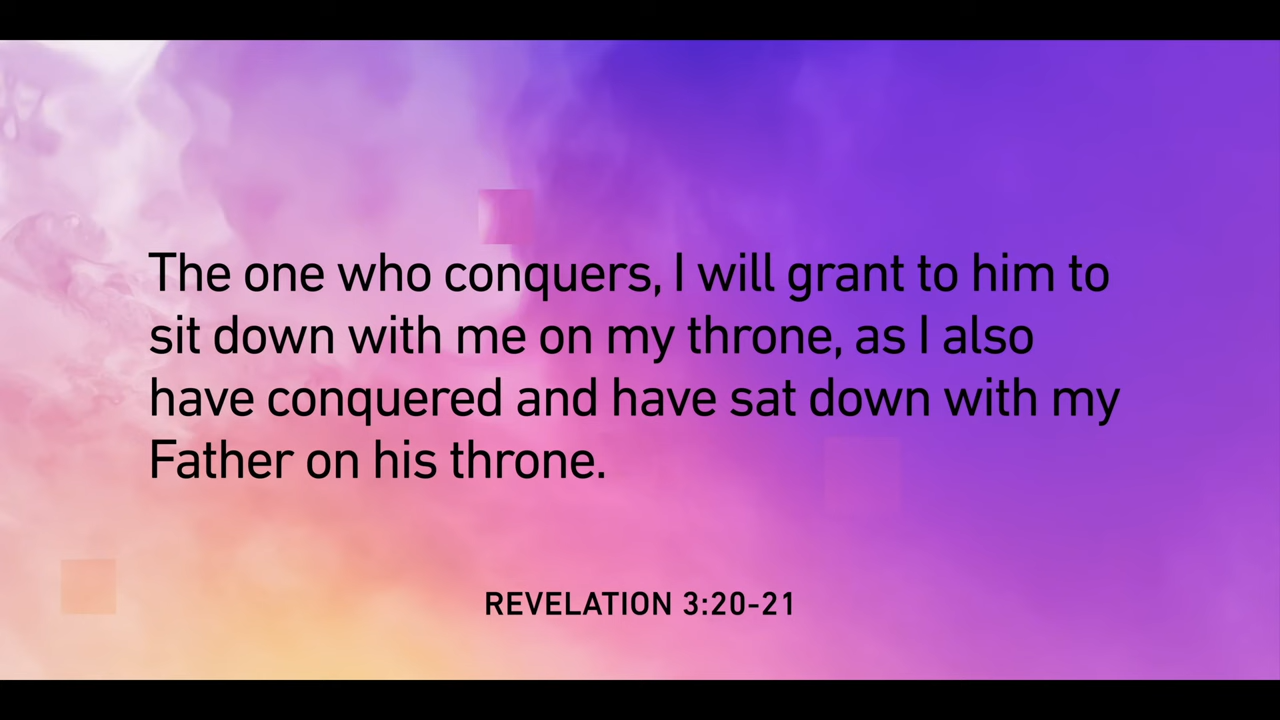 The one who conquers, I will grant to him to
sit down with me on my throne, as I also
have conquered and have sat down with my
Father on his throne.
REVELATION 3:20-21